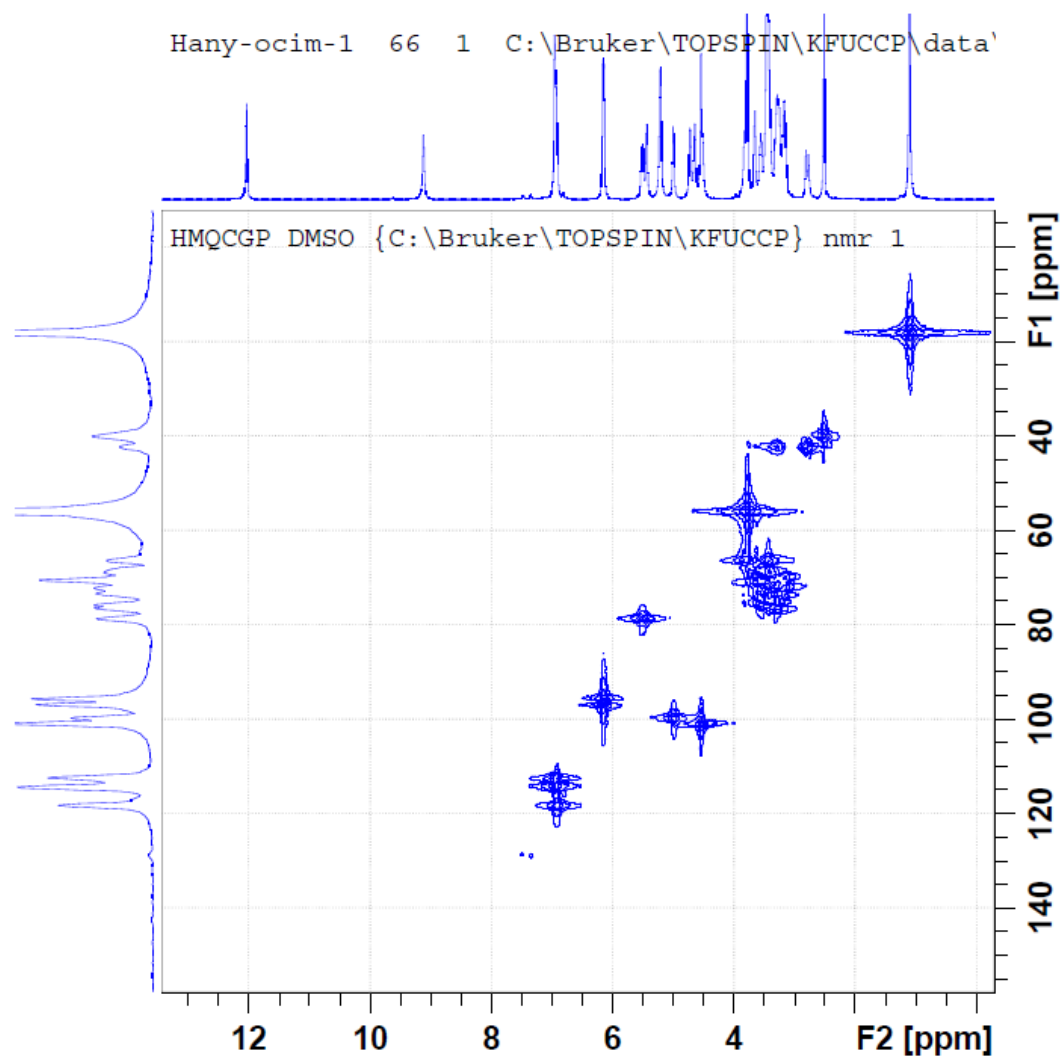 Hany-ocim-1 66 1 C:\Bruker\TOPSPIN\KFUCCP\data\
HMQCGP DMSO {C:\Bruker\TOPSPIN\KFUCCP} nmr 1
F1 [ppm]
40
60
80
100
120
140
12 10 8 6 4 F2 [ppm]